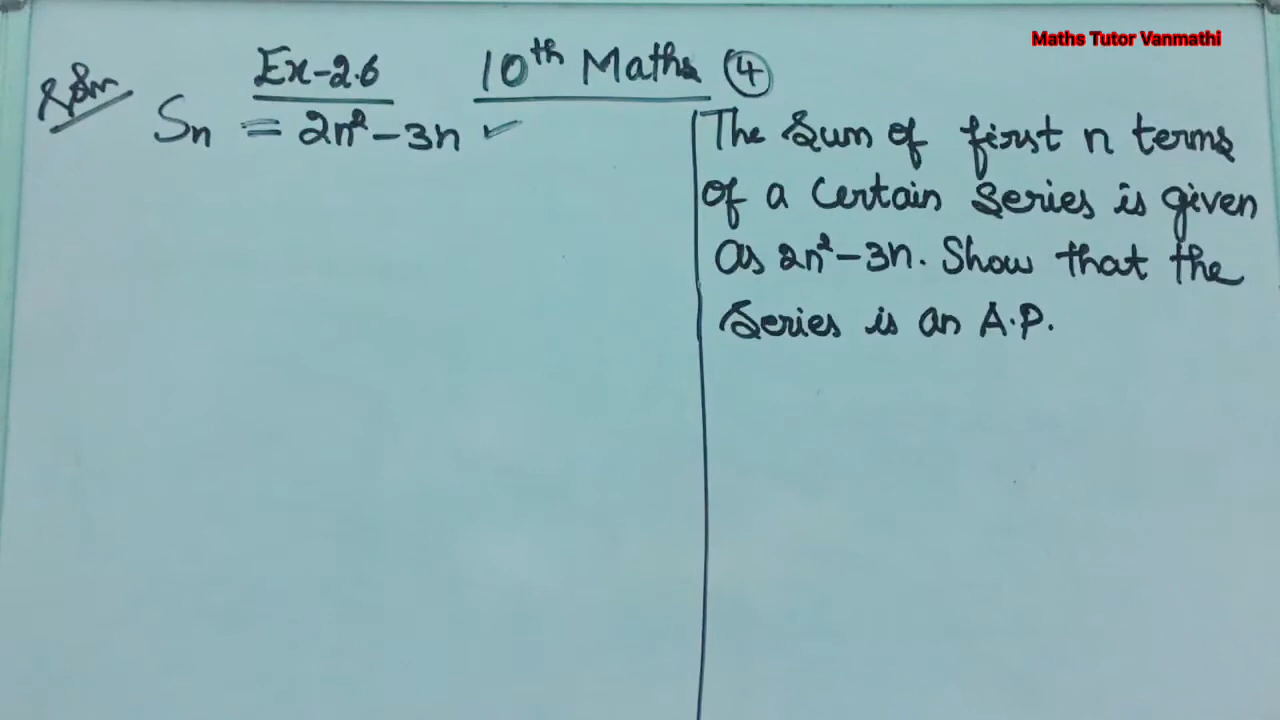 Maths Tutor Vanmathi
Ex-2.6 10th Maths ④
Soln
Sn = 2n²-3n ✓
The Sum of first n terms
of a Certain Series is given
as 2n²-3n. Show that the
Series is an A.P.